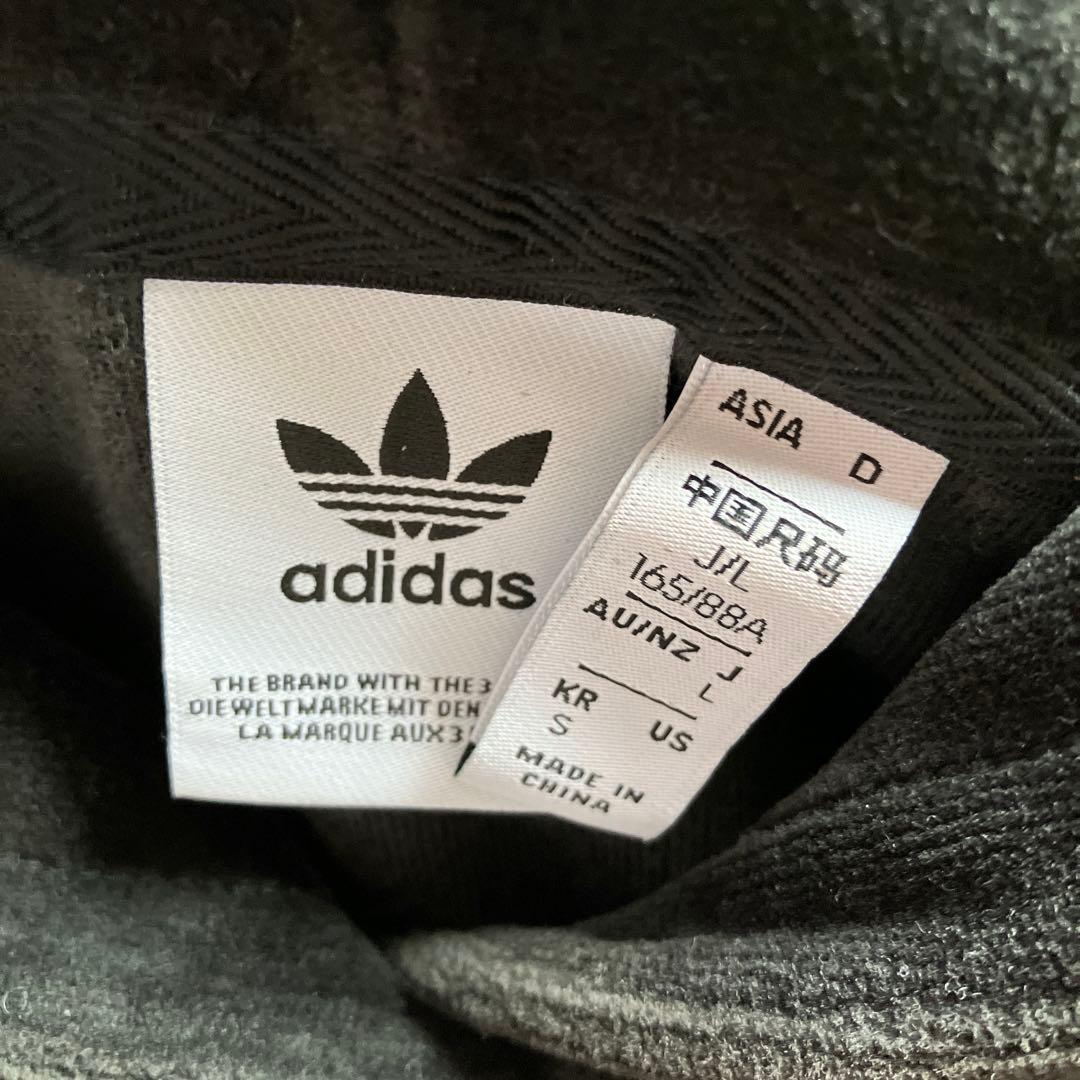 adidas
THE BRAND WITH THE 3
DIE WELTMARKE MIT DEN
LA MARQUE AUX 3
ASIA D
中国尺码
J/L
165/88A
AU/NZ J
L
KR US
S
MADE IN
CHINA